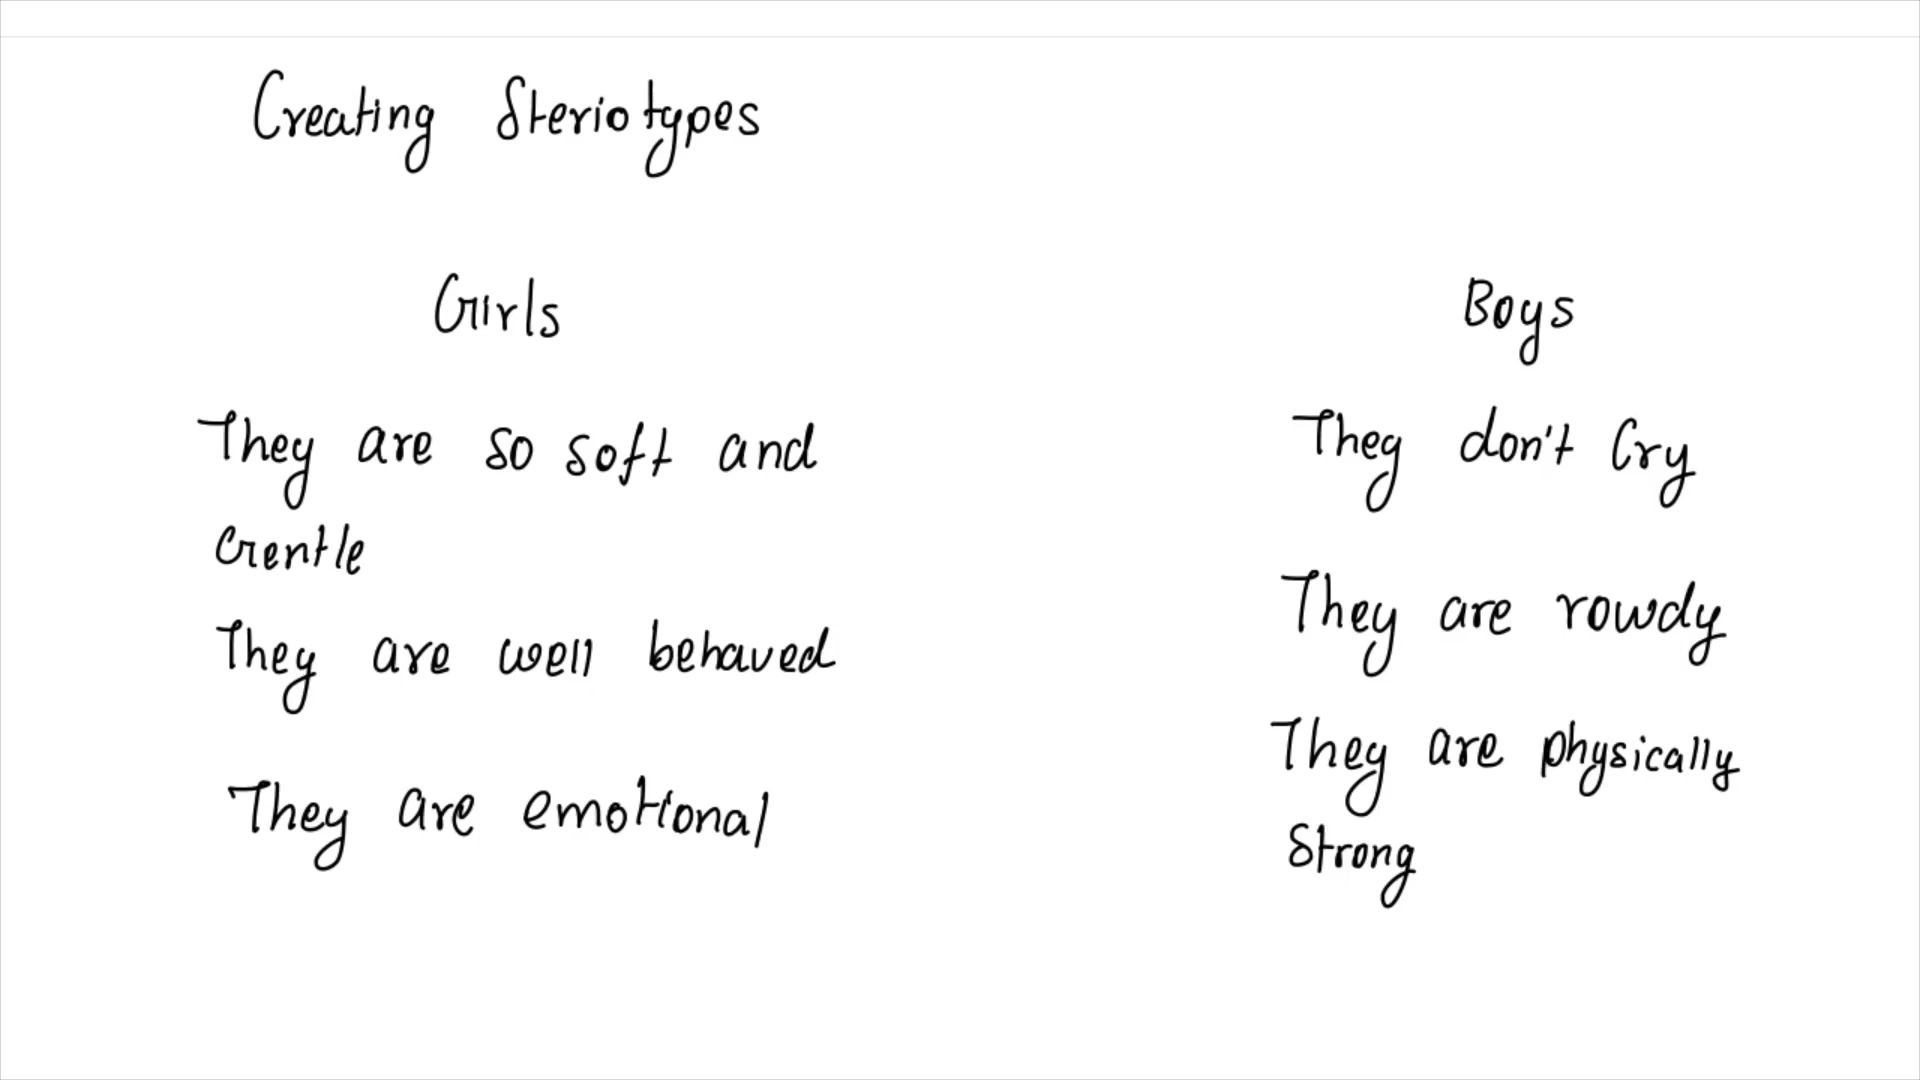 Creating Steriotypes
Girls
They are so soft and
Gentle
They are well behaved
They are emotional
Boys
They don't Cry
They are rowdy
They are physically
Strong